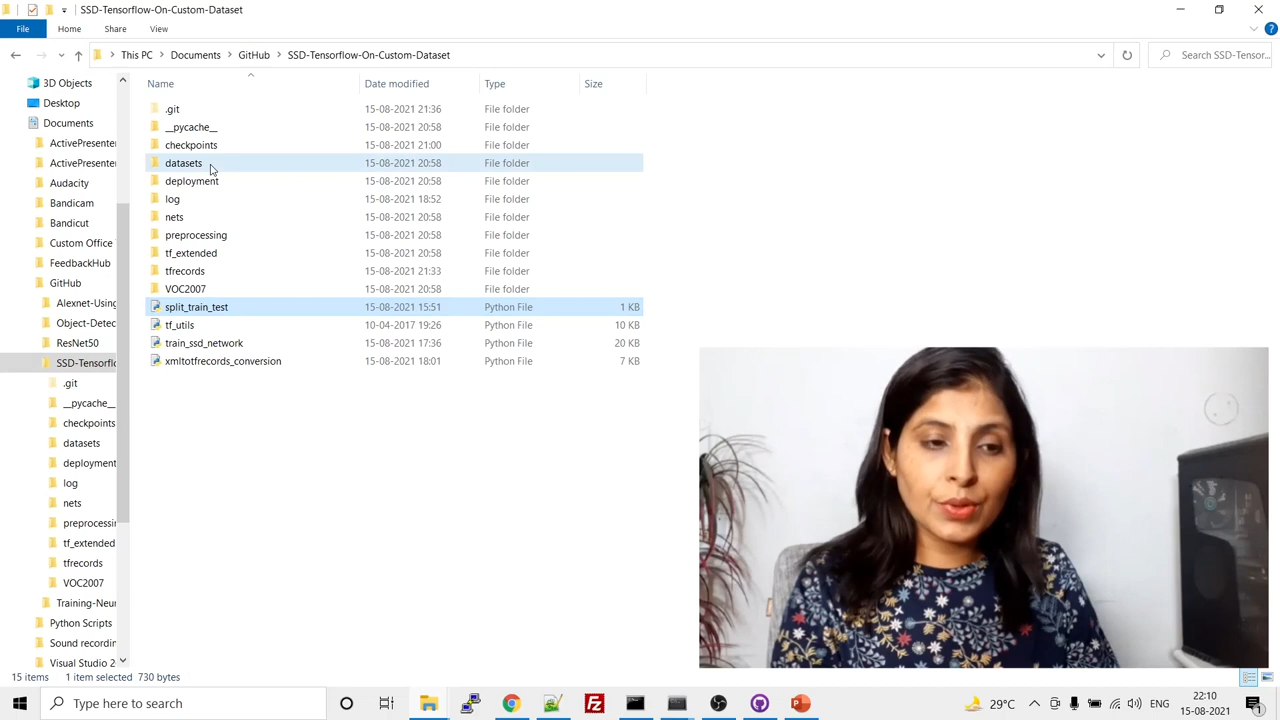 SSD-Tensorflow-On-Custom-Dataset
File Home Share View
This PC Documents GitHub SSD-Tensorflow-On-Custom-Dataset
Search SSD-Tensor...
3D Objects
Desktop
Documents
ActivePresente
ActivePresente
Audacity
Bandicam
Bandicut
Custom Office
FeedbackHub
GitHub
Alexnet-Using
Object-Detec
ResNet50
SSD-Tensorflo
.git
__pycache__
checkpoints
datasets
deployment
log
nets
preprocessin
tf_extended
tfrecords
VOC2007
Training-Neur
Python Scripts
Sound recordin
Visual Studio 2
Name Date modified Type Size
.git 15-08-2021 21:36 File folder
__pycache__ 15-08-2021 20:58 File folder
checkpoints 15-08-2021 21:00 File folder
datasets 15-08-2021 20:58 File folder
deployment 15-08-2021 20:58 File folder
log 15-08-2021 18:52 File folder
nets 15-08-2021 20:58 File folder
preprocessing 15-08-2021 20:58 File folder
tf_extended 15-08-2021 20:58 File folder
tfrecords 15-08-2021 21:33 File folder
VOC2007 15-08-2021 20:58 File folder
split_train_test 15-08-2021 15:51 Python File 1 KB
tf_utils 10-04-2017 19:26 Python File 10 KB
train_ssd_network 15-08-2021 17:36 Python File 20 KB
xmltotfrecords_conversion 15-08-2021 18:01 Python File 7 KB
15 items 1 item selected 730 bytes
Type here to search
29°C
ENG
22:10
15-08-2021